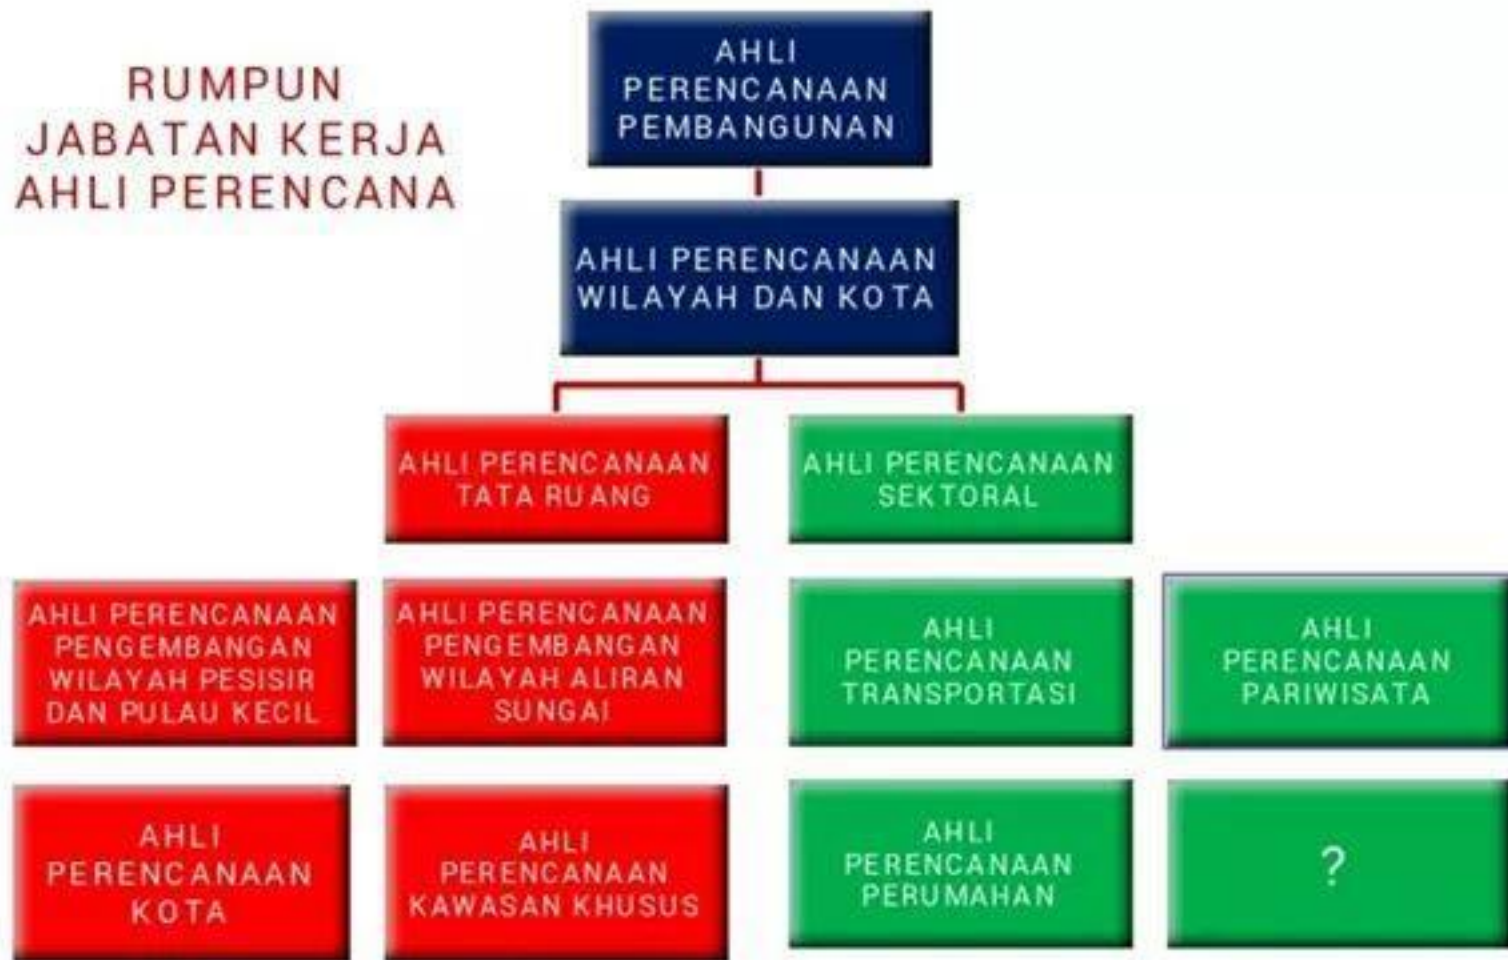 RUMPUN
JABATAN KERJA
AHLI PERENCANA
AHLI
PERENCANAAN
PEMBANGUNAN
AHLI PERENCANAAN
WILAYAH DAN KOTA
AHLI PERENCANAAN
TATA RUANG
AHLI PERENCANAAN
SEKTORAL
AHLI PERENCANAAN
PENGEMBANGAN
WILAYAH PESISIR
DAN PULAU KECIL
AHLI PERENCANAAN
PENGEMBANGAN
WILAYAH ALIRAN
SUNGAI
AHLI
PERENCANAAN
TRANSPORTASI
AHLI
PERENCANAAN
PARIWISATA
AHLI
PERENCANAAN
KOTA
AHLI
PERENCANAAN
KAWASAN KHUSUS
AHLI
PERENCANAAN
PERUMAHAN
?